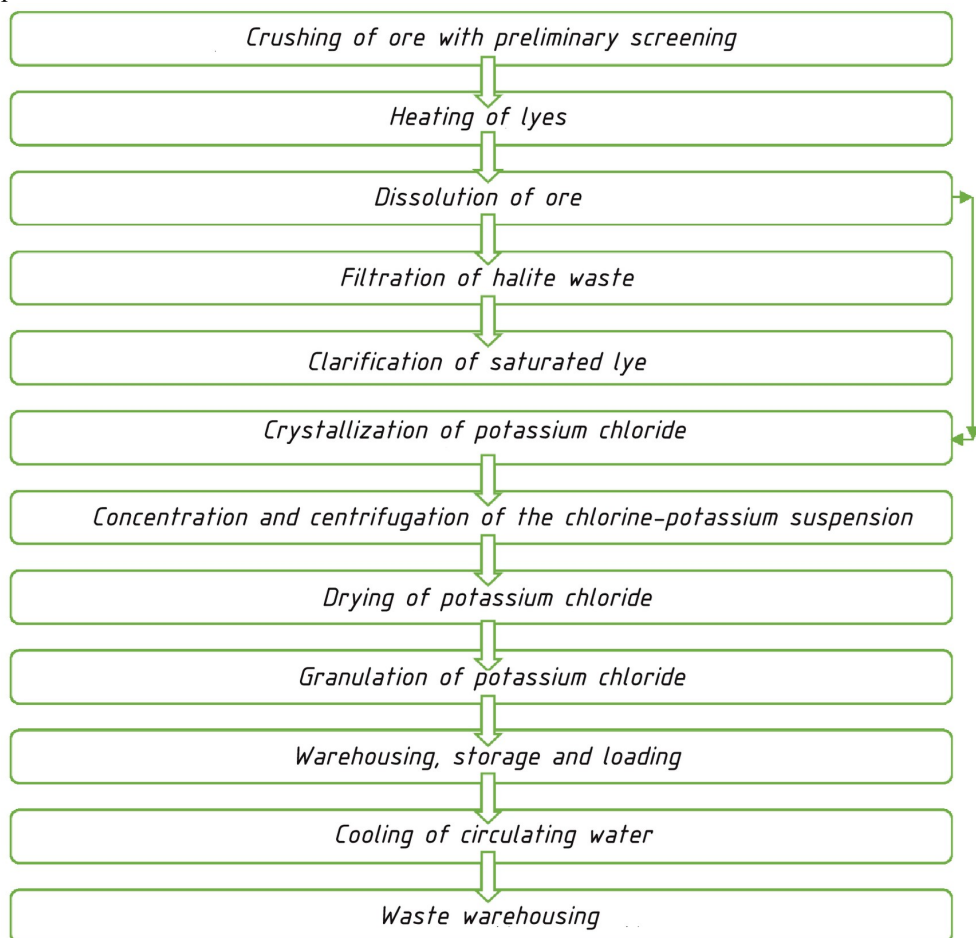 Crushing of ore with preliminary screening
Heating of lyes
Dissolution of ore
Filtration of halite waste
Clarification of saturated lye
Crystallization of potassium chloride
Concentration and centrifugation of the chlorine-potassium suspension
Drying of potassium chloride
Granulation of potassium chloride
Warehousing, storage and loading
Cooling of circulating water
Waste warehousing